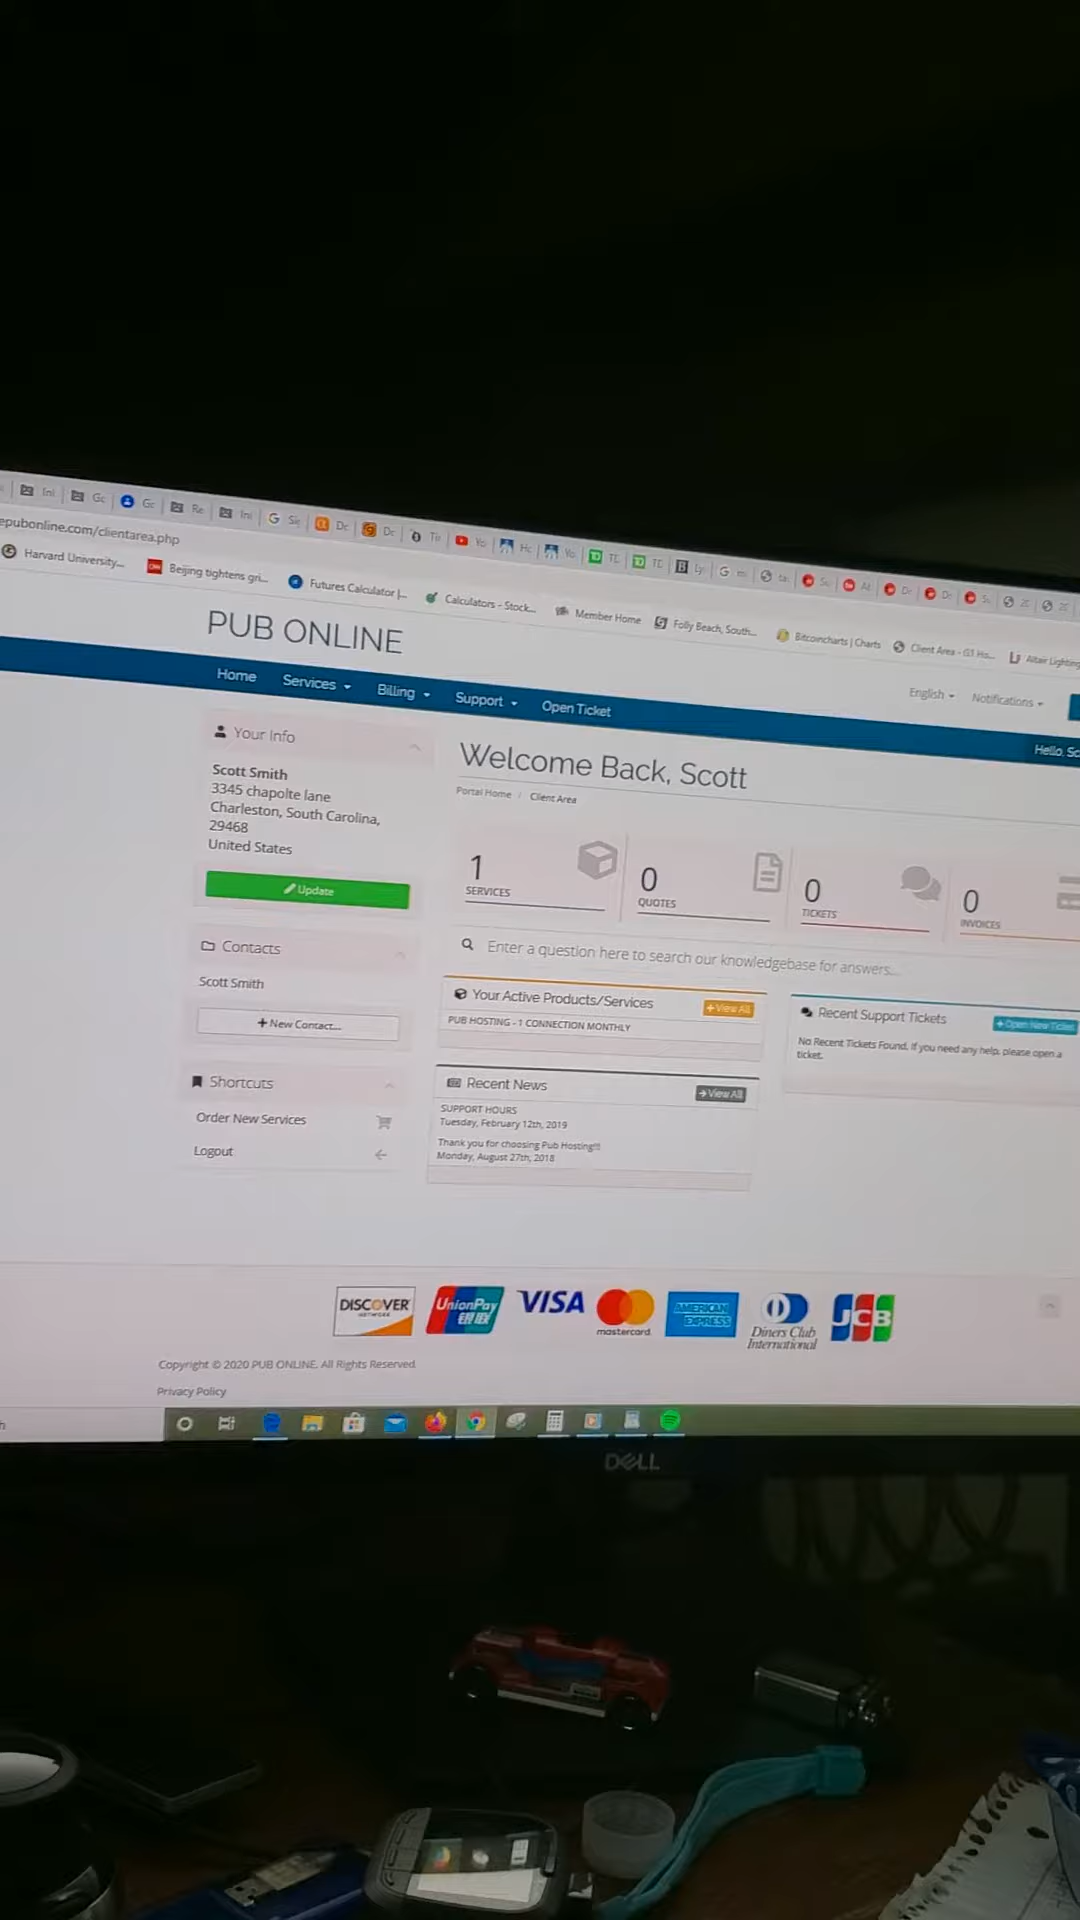 epubonline.com/clientarea.php
Harvard University...
Beijing tightens gri...
Futures Calculator |...
Calculators - Stock...
Member Home
Folly Beach, South...
Bitcoincharts | Charts
Client Area - G1 Ho...
Altair Lighting
PUB ONLINE
English
Notifications
Home
Services
Billing
Support
Open Ticket
Hello, Sc
Your Info
Scott Smith
3345 chapolte lane
Charleston, South Carolina,
29468
United States
Update
Contacts
Scott Smith
+ New Contact...
Shortcuts
Order New Services
Logout
Welcome Back, Scott
Portal Home / Client Area
1
SERVICES
0
QUOTES
0
TICKETS
0
INVOICES
Enter a question here to search our knowledgebase for answers...
Your Active Products/Services
+ View All
PUB HOSTING - 1 CONNECTION MONTHLY
Recent Support Tickets
+ Open New Ticket
No Recent Tickets Found. If you need any help, please open a
ticket.
Recent News
View All
SUPPORT HOURS
Tuesday, February 12th, 2019
Thank you for choosing Pub Hosting!!!
Monday, August 27th, 2018
DISCOVER
NETWORK
UnionPay
银联
VISA
mastercard.
AMERICAN
EXPRESS
Diners Club
International
JCB
Copyright © 2020 PUB ONLINE. All Rights Reserved.
Privacy Policy
DELL